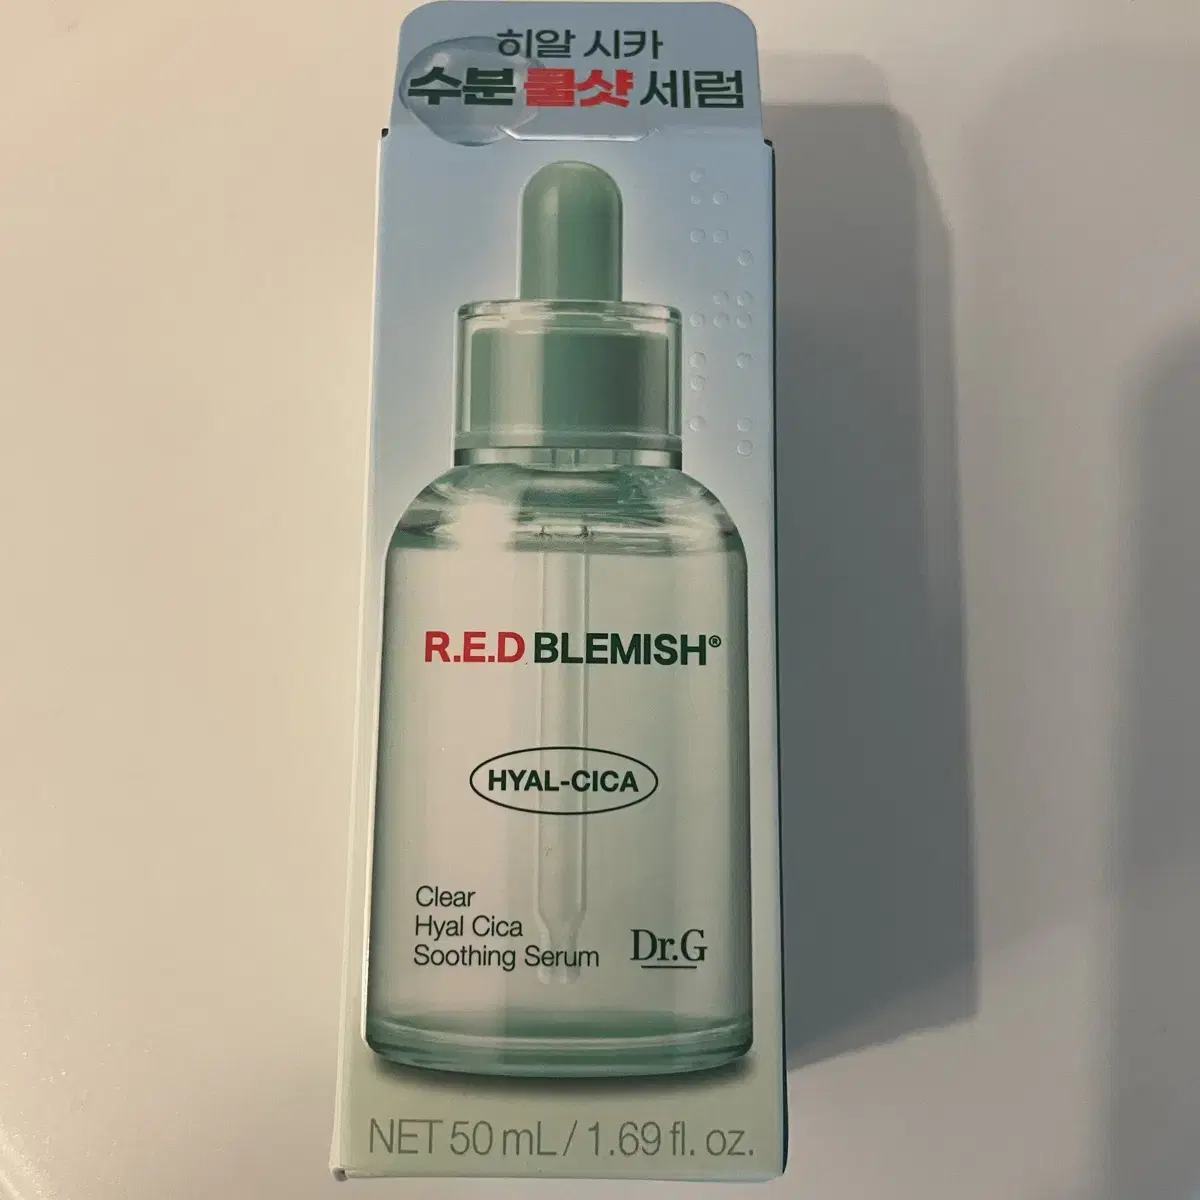 히알 시카
수분 쿨샷 세럼
R.E.D BLEMISH®
HYAL-CICA
Clear
Hyal Cica
Soothing Serum
Dr.G
NET 50 mL / 1.69 fl. oz.